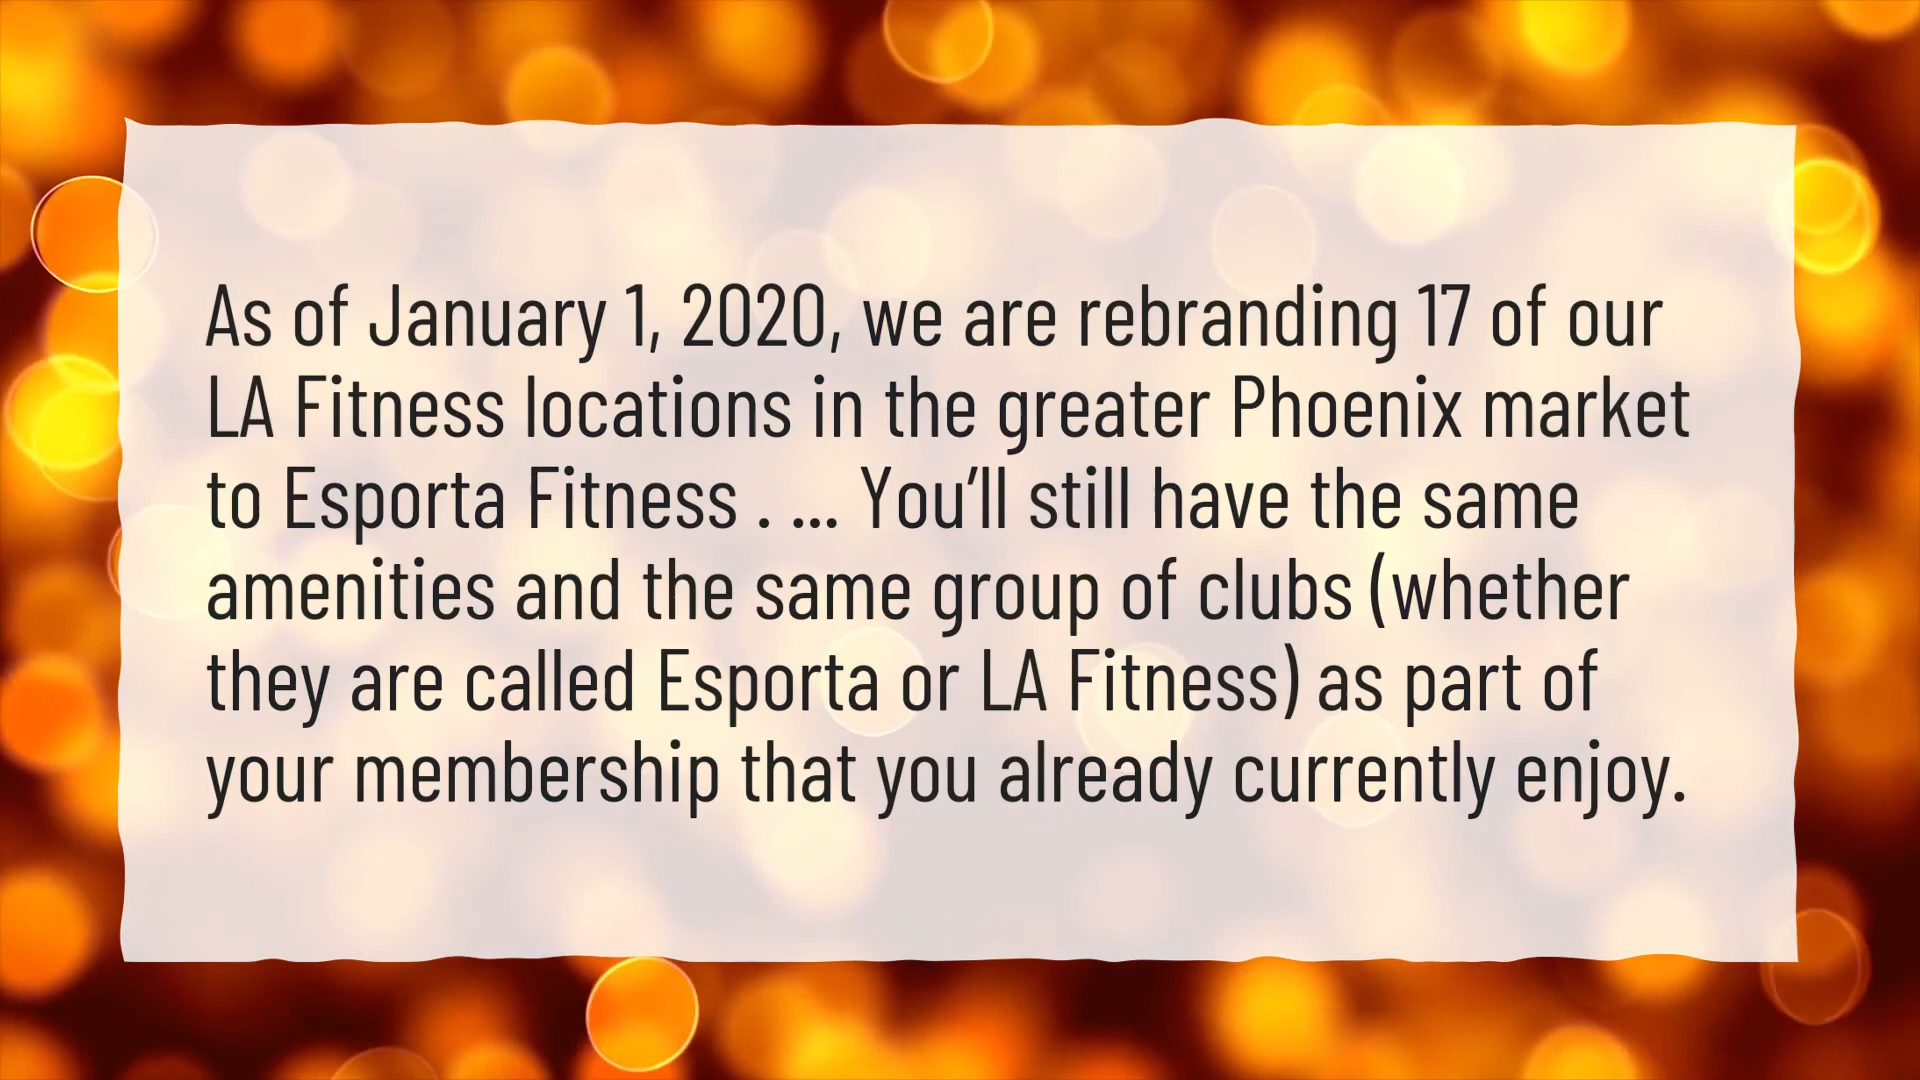 As of January 1, 2020, we are rebranding 17 of our
LA Fitness locations in the greater Phoenix market
to Esporta Fitness . ... You’ll still have the same
amenities and the same group of clubs (whether
they are called Esporta or LA Fitness) as part of
your membership that you already currently enjoy.